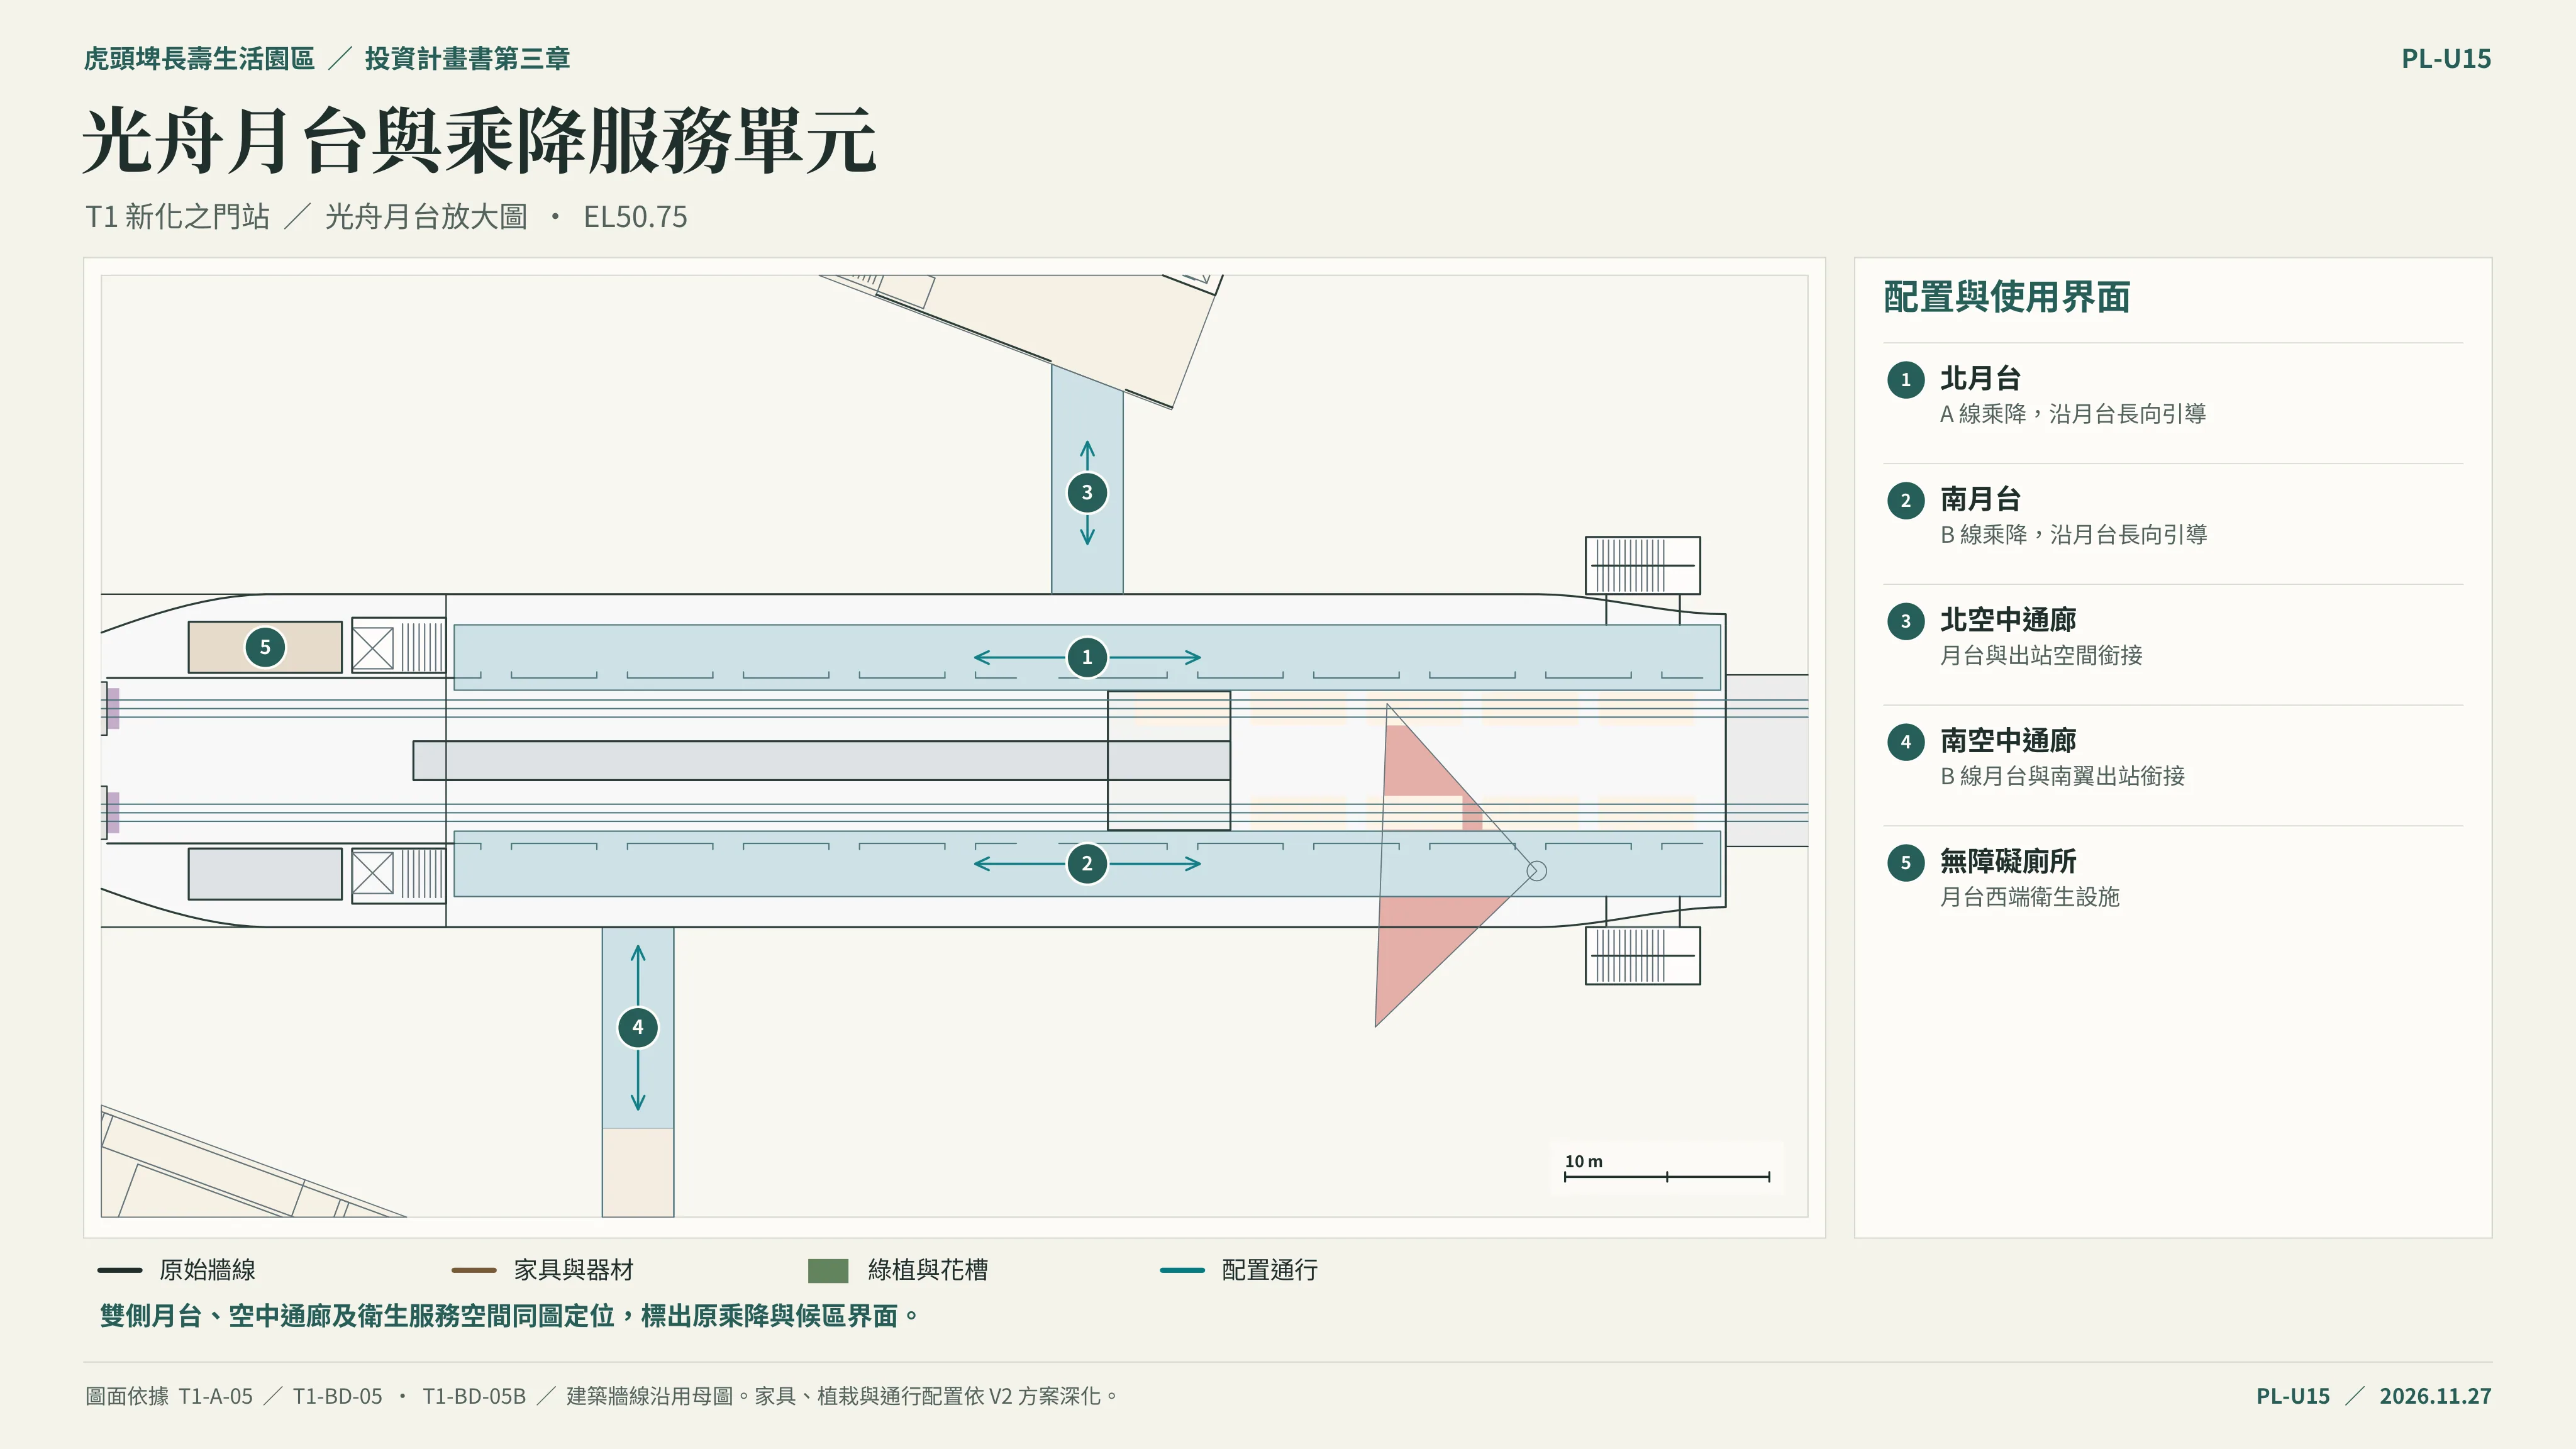 虎頭埤長壽生活園區 ／ 投資計畫書第三章
PL-U15
光舟月台與乘降服務單元
T1 新化之門站 ／ 光舟月台放大圖 ・ EL50.75
3
5
1
2
4
10 m
配置與使用界面
1 北月台
A 線乘降，沿月台長向引導
2 南月台
B 線乘降，沿月台長向引導
3 北空中通廊
月台與出站空間銜接
4 南空中通廊
B 線月台與南翼出站銜接
5 無障礙廁所
月台西端衛生設施
原始牆線 家具與器材 綠植與花槽 配置通行
雙側月台、空中通廊及衛生服務空間同圖定位，標出原乘降與候區界面。
圖面依據 T1-A-05 ／ T1-BD-05 ・ T1-BD-05B ／ 建築牆線沿用母圖。家具、植栽與通行配置依 V2 方案深化。
PL-U15 ／ 2026.11.27